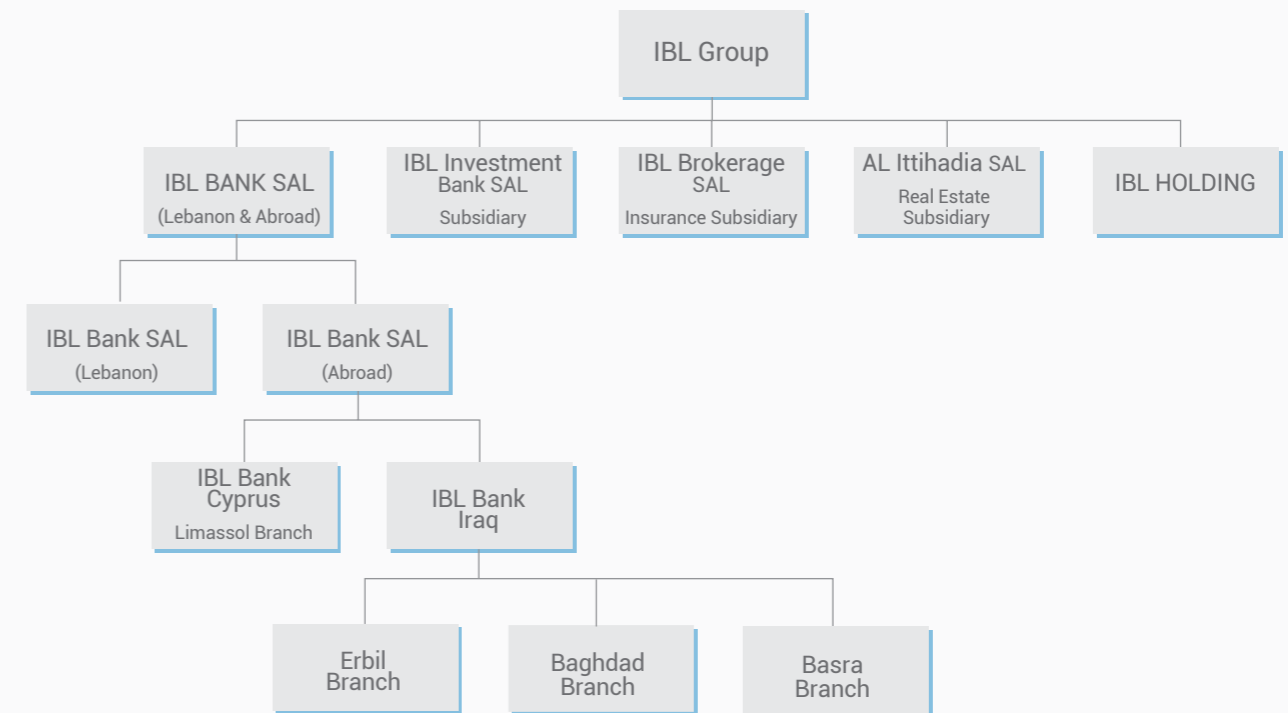 IBL Group
IBL BANK SAL
(Lebanon & Abroad)
IBL Investment
Bank SAL
Subsidiary
IBL Brokerage
SAL
Insurance Subsidiary
AL Ittihadia SAL
Real Estate
Subsidiary
IBL HOLDING
IBL Bank SAL
(Lebanon)
IBL Bank SAL
(Abroad)
IBL Bank
Cyprus
Limassol Branch
IBL Bank
Iraq
Erbil
Branch
Baghdad
Branch
Basra
Branch